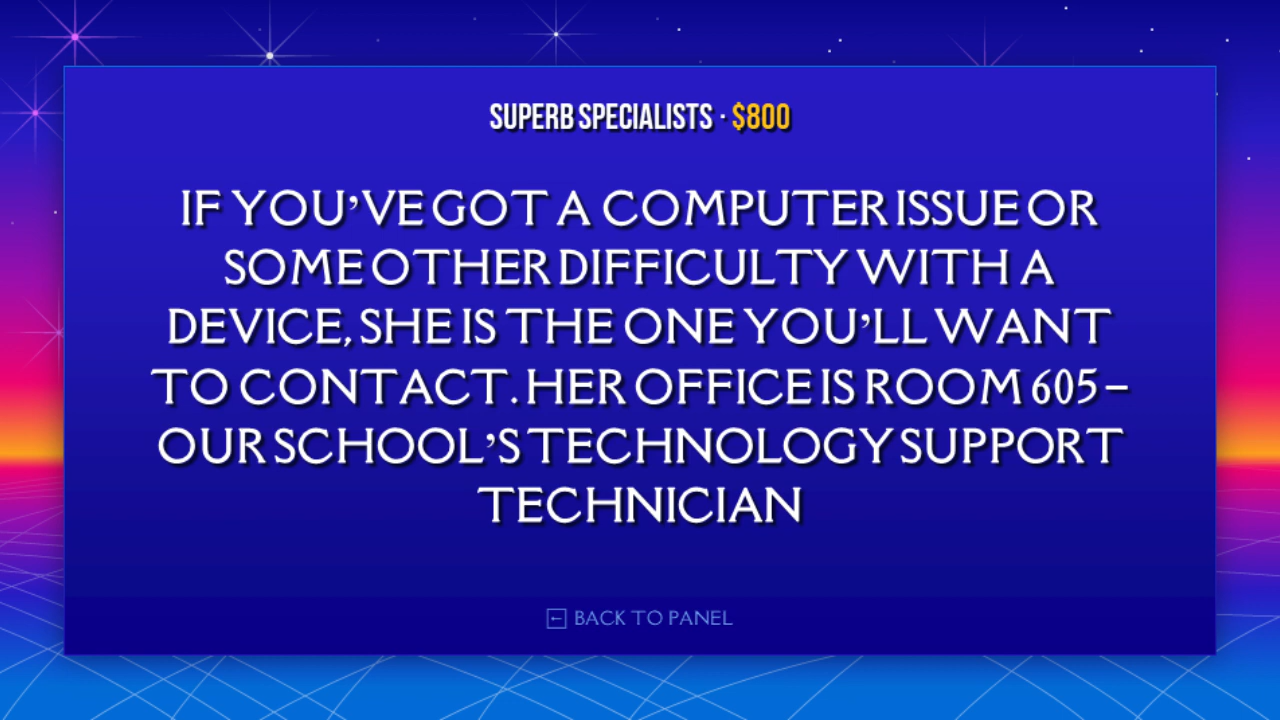 SUPERB SPECIALISTS · $800
IF YOU’VE GOT A COMPUTER ISSUE OR
SOME OTHER DIFFICULTY WITH A
DEVICE, SHE IS THE ONE YOU’LL WANT
TO CONTACT. HER OFFICE IS ROOM 605 –
OUR SCHOOL’S TECHNOLOGY SUPPORT
TECHNICIAN
← BACK TO PANEL